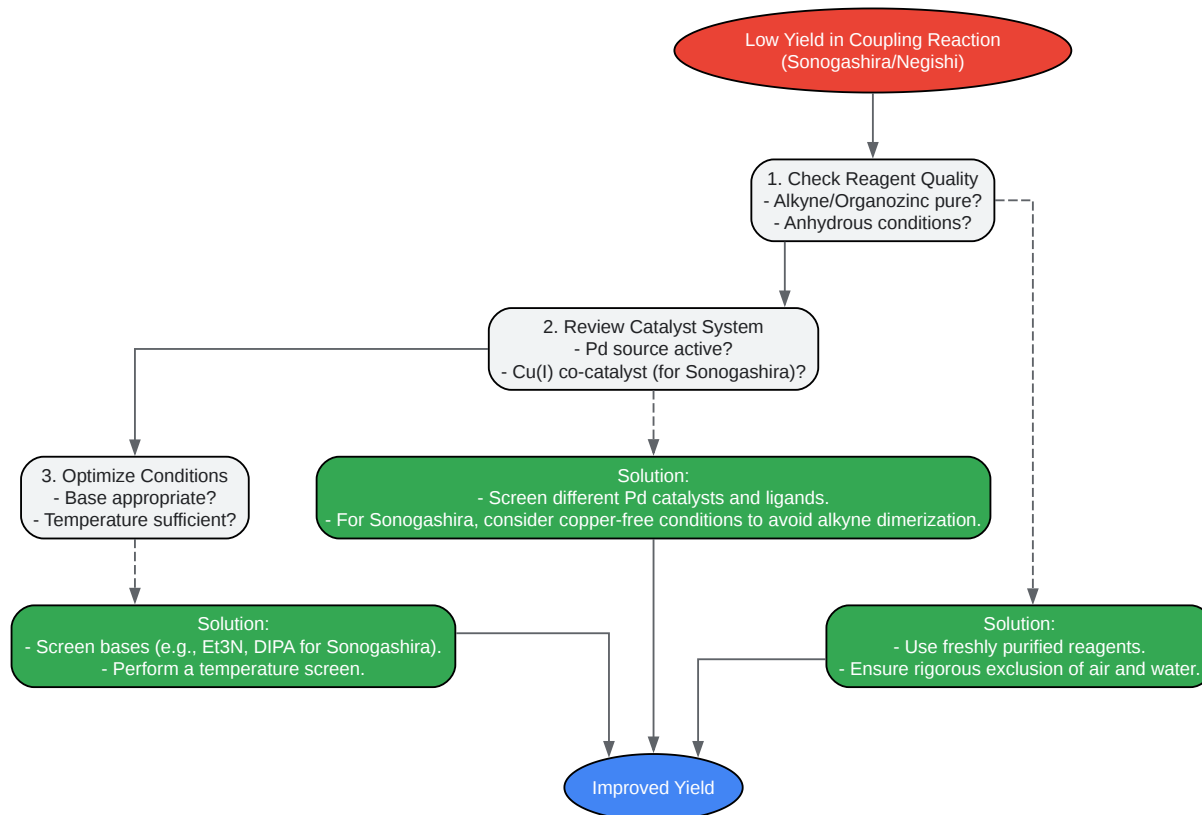 Low Yield in Coupling Reaction
(Sonogashira/Negishi)
1. Check Reagent Quality
- Alkyne/Organozinc pure?
- Anhydrous conditions?
2. Review Catalyst System
- Pd source active?
- Cu(I) co-catalyst (for Sonogashira)?
3. Optimize Conditions
- Base appropriate?
- Temperature sufficient?
Solution:
- Screen different Pd catalysts and ligands.
- For Sonogashira, consider copper-free conditions to avoid alkyne dimerization.
Solution:
- Screen bases (e.g., Et3N, DIPA for Sonogashira).
- Perform a temperature screen.
Solution:
- Use freshly purified reagents.
- Ensure rigorous exclusion of air and water.
Improved Yield